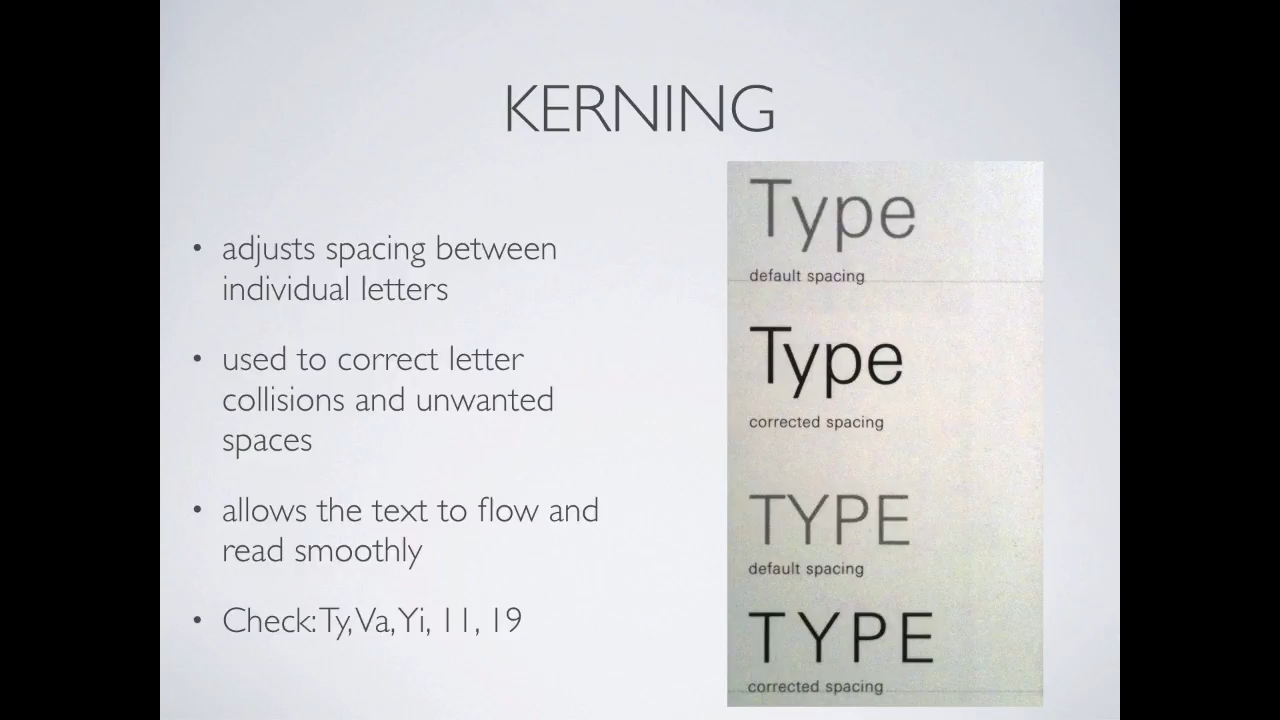 KERNING
• adjusts spacing between
individual letters
• used to correct letter
collisions and unwanted
spaces
• allows the text to flow and
read smoothly
• Check: Ty, Va, Yi, 11, 19
Type
default spacing
Type
corrected spacing
TYPE
default spacing
TYPE
corrected spacing